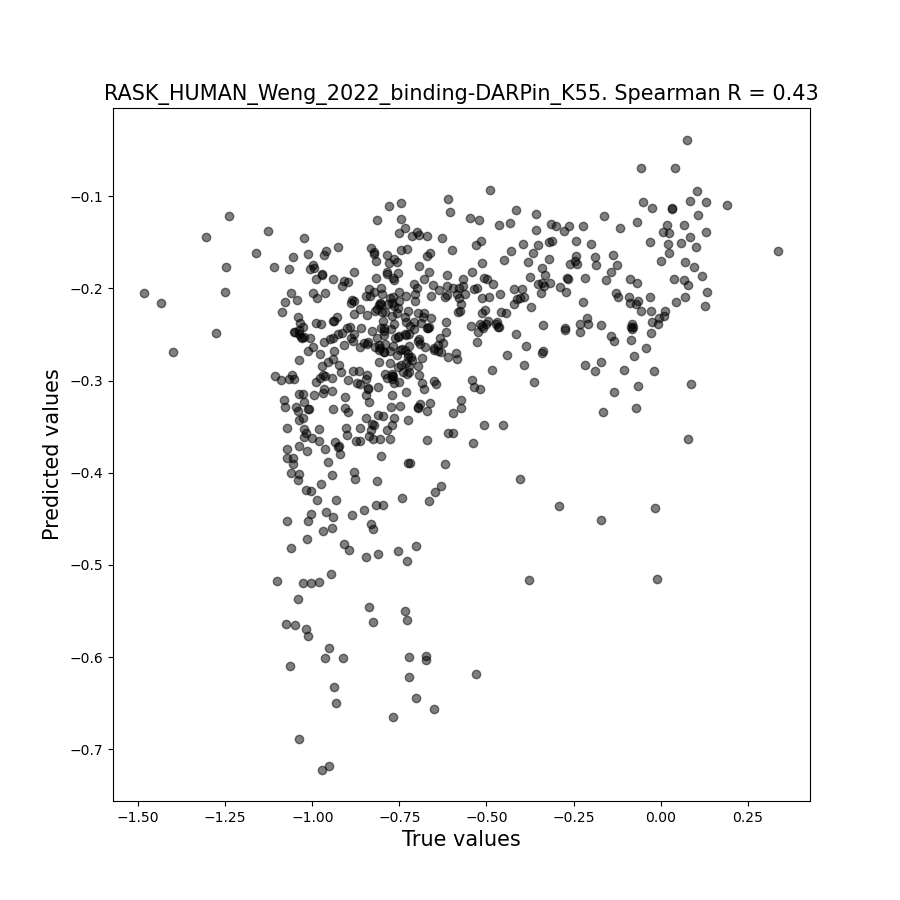 RASK_HUMAN_Weng_2022_binding-DARPin_K55. Spearman R = 0.43
Predicted values
−0.1
−0.2
−0.3
−0.4
−0.5
−0.6
−0.7
−1.50 −1.25 −1.00 −0.75 −0.50 −0.25 0.00 0.25
True values